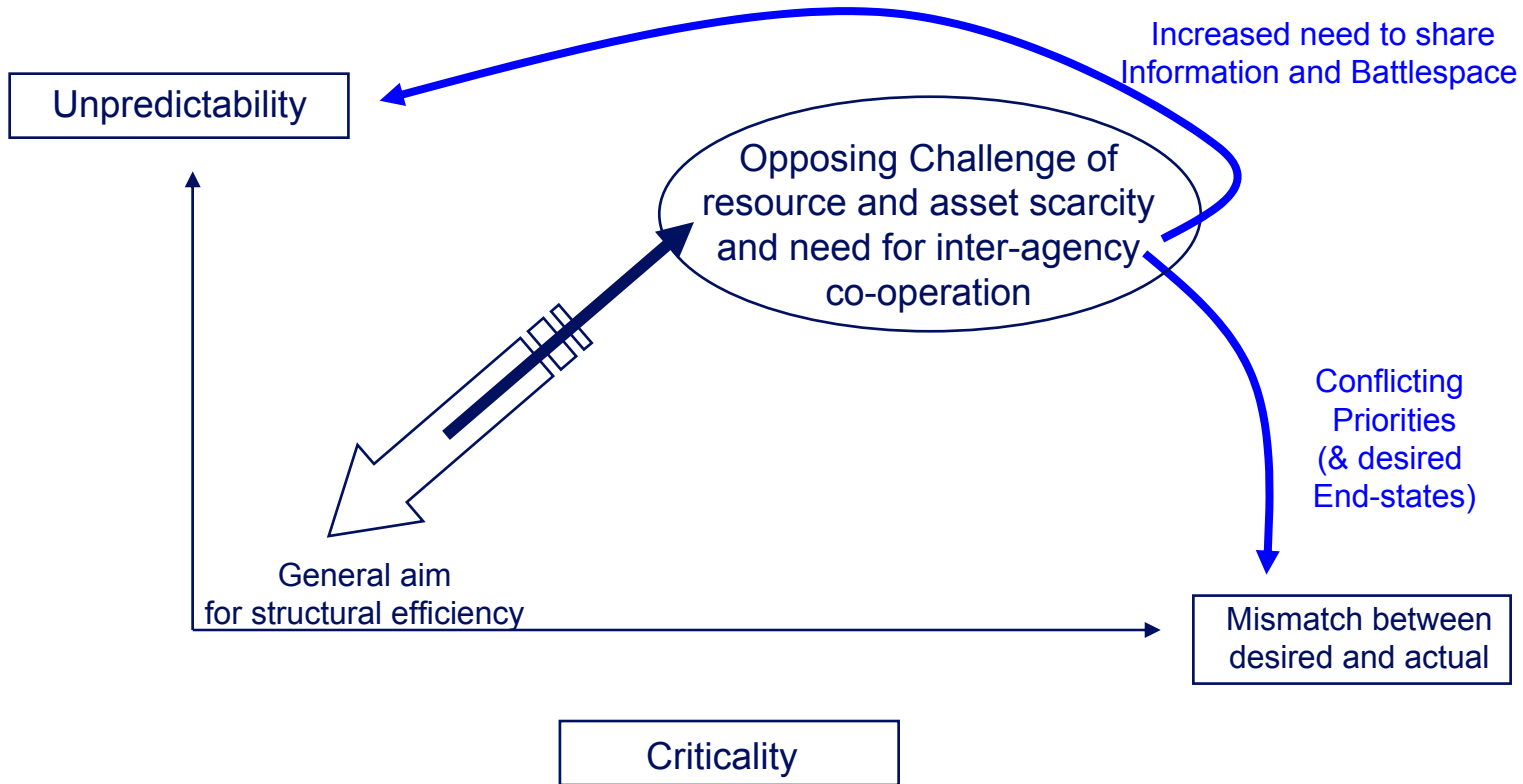 Increased need to share
Information and Battlespace
Unpredictability
Opposing Challenge of
resource and asset scarcity
and need for inter-agency
co-operation
Conflicting
Priorities
(& desired
End-states)
General aim
for structural efficiency
Mismatch between
desired and actual
Criticality